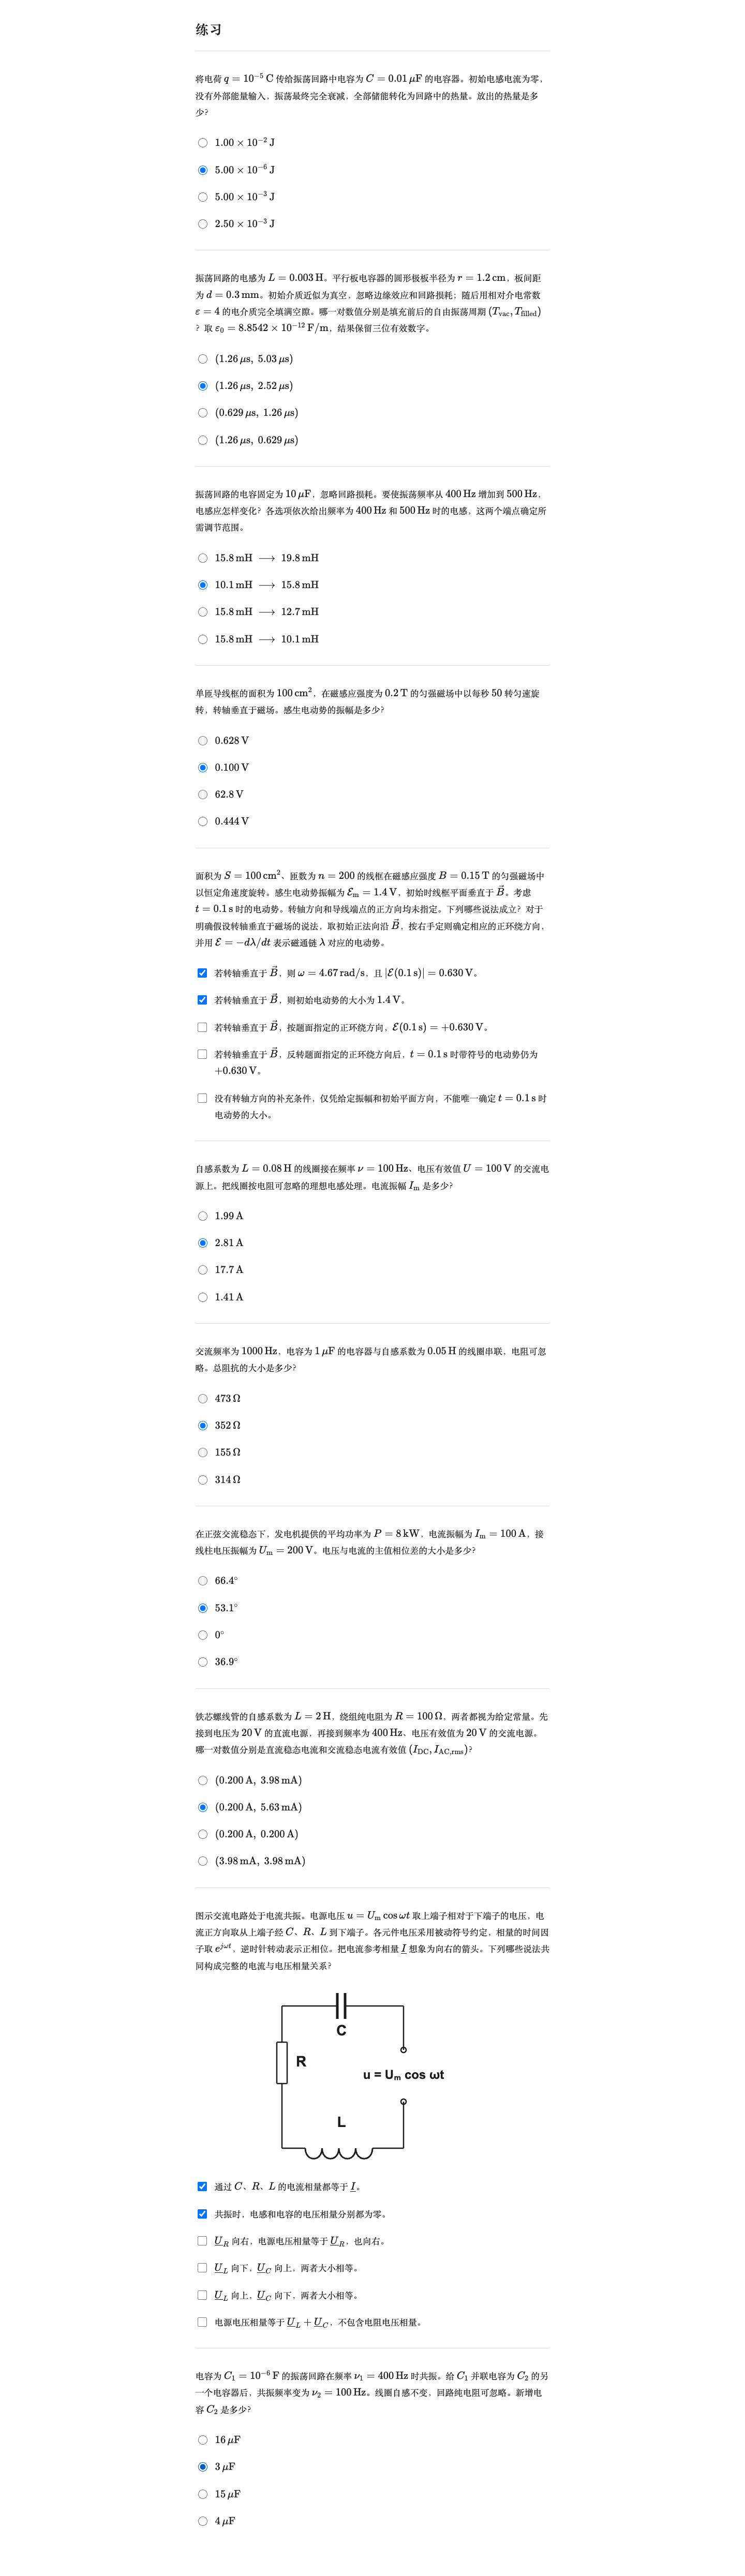 练习
将电荷 q = 10⁻⁵ C 传给振荡回路中电容为 C = 0.01 μF 的电容器。初始电感电流为零，
没有外部能量输入，振荡最终完全衰减，全部储能转化为回路中的热量。放出的热量是多
少？
1.00 × 10⁻² J
5.00 × 10⁻⁶ J
5.00 × 10⁻³ J
2.50 × 10⁻³ J
振荡回路的电感为 L = 0.003 H。平行板电容器的圆形极板半径为 r = 1.2 cm，板间距
为 d = 0.3 mm。初始介质近似为真空，忽略边缘效应和回路损耗；随后用相对介电常数
ε = 4 的电介质完全填满空隙。哪一对数值分别是填充前后的自由振荡周期 (T_vac, T_filled)
？取 ε₀ = 8.8542 × 10⁻¹² F/m，结果保留三位有效数字。
(1.26 μs, 5.03 μs)
(1.26 μs, 2.52 μs)
(0.629 μs, 1.26 μs)
(1.26 μs, 0.629 μs)
振荡回路的电容固定为 10 μF，忽略回路损耗。要使振荡频率从 400 Hz 增加到 500 Hz，
电感应怎样变化？各选项依次给出频率为 400 Hz 和 500 Hz 时的电感，这两个端点确定所
需调节范围。
15.8 mH ⟶ 19.8 mH
10.1 mH ⟶ 15.8 mH
15.8 mH ⟶ 12.7 mH
15.8 mH ⟶ 10.1 mH
单匝导线框的面积为 100 cm²，在磁感应强度为 0.2 T 的匀强磁场中以每秒 50 转匀速旋
转，转轴垂直于磁场。感生电动势的振幅是多少？
0.628 V
0.100 V
62.8 V
0.444 V
面积为 S = 100 cm²、匝数为 n = 200 的线框在磁感应强度 B = 0.15 T 的匀强磁场中
以恒定角速度旋转。感生电动势振幅为 ℰ_m = 1.4 V，初始时线框平面垂直于 B⃗。考虑
t = 0.1 s 时的电动势。转轴方向和导线端点的正方向均未指定。下列哪些说法成立？对于
明确假设转轴垂直于磁场的说法，取初始正法向沿 B⃗，按右手定则确定相应的正环绕方向，
并用 ℰ = −dλ/dt 表示磁通链 λ 对应的电动势。
若转轴垂直于 B⃗，则 ω = 4.67 rad/s，且 |ℰ(0.1 s)| = 0.630 V。
若转轴垂直于 B⃗，则初始电动势的大小为 1.4 V。
若转轴垂直于 B⃗，按题面指定的正环绕方向，ℰ(0.1 s) = +0.630 V。
若转轴垂直于 B⃗，反转题面指定的正环绕方向后，t = 0.1 s 时带符号的电动势仍为
+0.630 V。
没有转轴方向的补充条件，仅凭给定振幅和初始平面方向，不能唯一确定 t = 0.1 s 时
电动势的大小。
自感系数为 L = 0.08 H 的线圈接在频率 ν = 100 Hz、电压有效值 U = 100 V 的交流电
源上。把线圈按电阻可忽略的理想电感处理。电流振幅 I_m 是多少？
1.99 A
2.81 A
17.7 A
1.41 A
交流频率为 1000 Hz，电容为 1 μF 的电容器与自感系数为 0.05 H 的线圈串联，电阻可忽
略。总阻抗的大小是多少？
473 Ω
352 Ω
155 Ω
314 Ω
在正弦交流稳态下，发电机提供的平均功率为 P = 8 kW，电流振幅为 I_m = 100 A，接
线柱电压振幅为 U_m = 200 V。电压与电流的主值相位差的大小是多少？
66.4°
53.1°
0°
36.9°
铁芯螺线管的自感系数为 L = 2 H，绕组纯电阻为 R = 100 Ω，两者都视为给定常量。先
接到电压为 20 V 的直流电源，再接到频率为 400 Hz、电压有效值为 20 V 的交流电源。
哪一对数值分别是直流稳态电流和交流稳态电流有效值 (I_DC, I_AC,rms)？
(0.200 A, 3.98 mA)
(0.200 A, 5.63 mA)
(0.200 A, 0.200 A)
(3.98 mA, 3.98 mA)
图示交流电路处于电流共振。电源电压 u = U_m cos ωt 取上端子相对于下端子的电压，电
流正方向取从上端子经 C、R、L 到下端子。各元件电压采用被动符号约定，相量的时间因
子取 e^{jωt}，逆时针转动表示正相位。把电流参考相量 I̲ 想象为向右的箭头。下列哪些说法共
同构成完整的电流与电压相量关系？
C
R
u = U_m cos ωt
L
通过 C、R、L 的电流相量都等于 I̲。
共振时，电感和电容的电压相量分别都为零。
U̲_R 向右，电源电压相量等于 U̲_R，也向右。
U̲_L 向下，U̲_C 向上，两者大小相等。
U̲_L 向上，U̲_C 向下，两者大小相等。
电源电压相量等于 U̲_L + U̲_C，不包含电阻电压相量。
电容为 C₁ = 10⁻⁶ F 的振荡回路在频率 ν₁ = 400 Hz 时共振。给 C₁ 并联电容为 C₂ 的另
一个电容器后，共振频率变为 ν₂ = 100 Hz。线圈自感不变，回路纯电阻可忽略。新增电
容 C₂ 是多少？
16 μF
3 μF
15 μF
4 μF